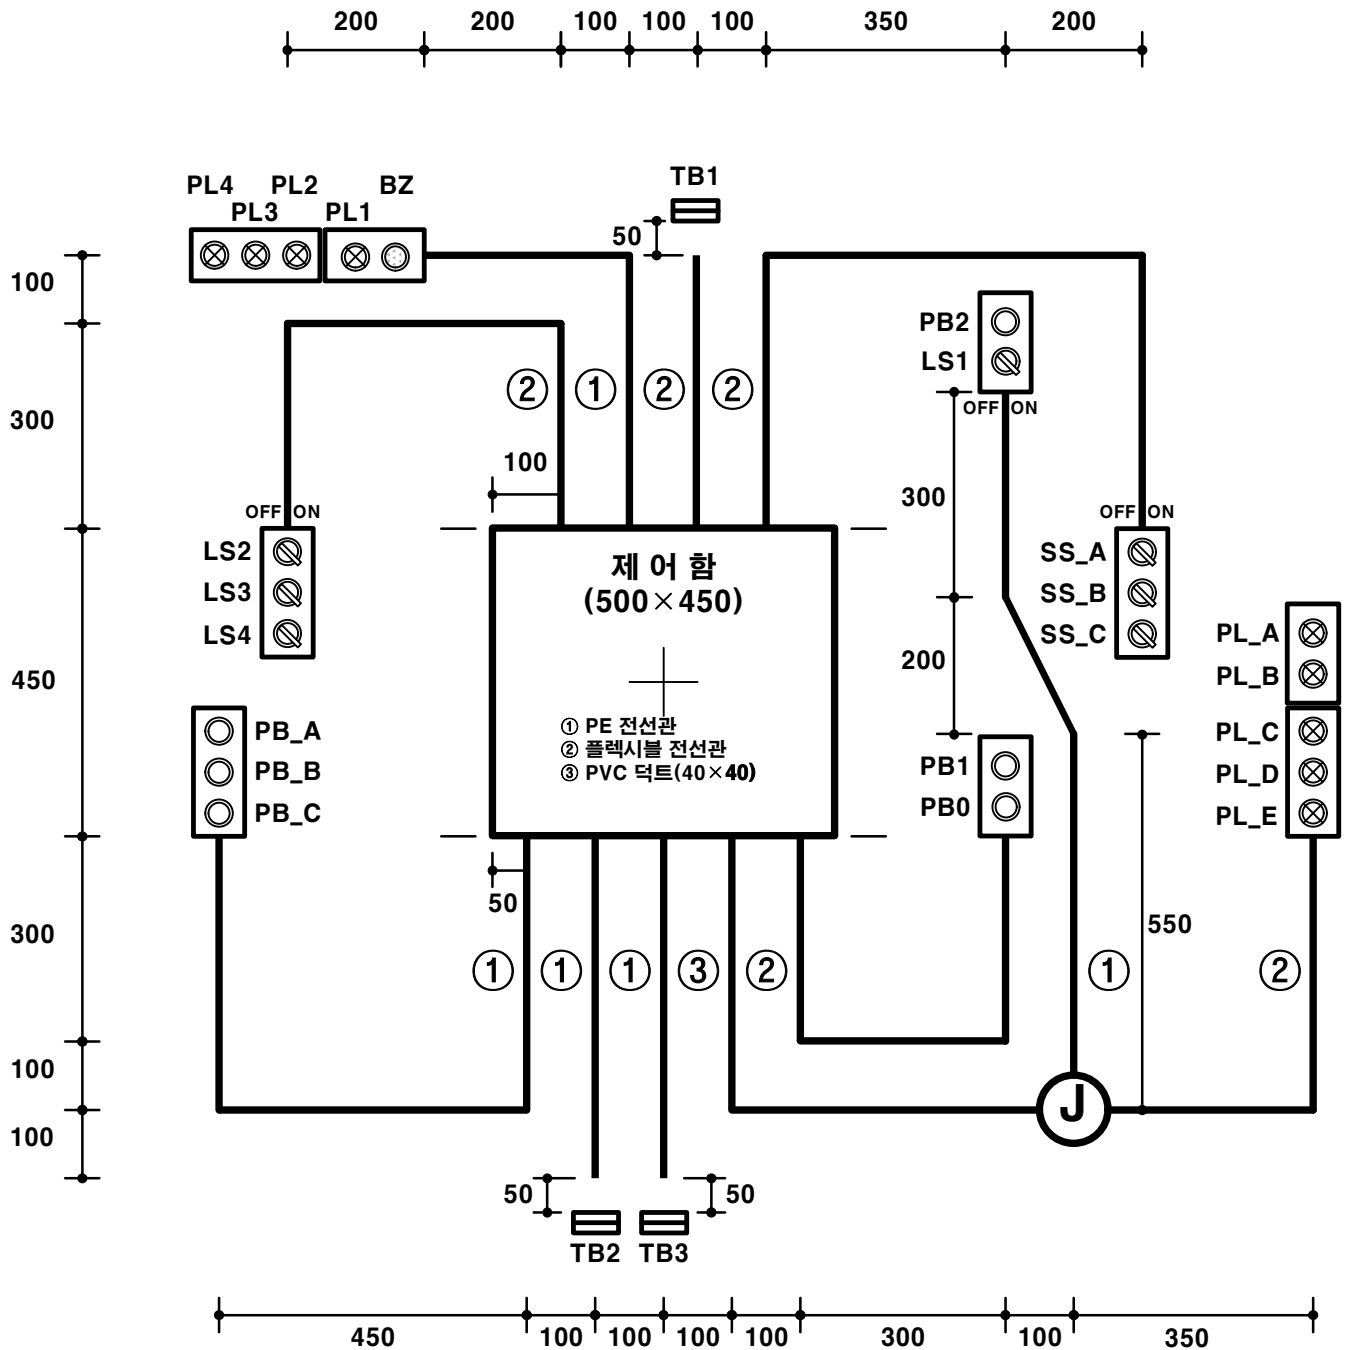 200 200 100 100 100 350 200
TB1
PL4 PL2 BZ
PL3 PL1
50
100
PB2
LS1
OFF ON
② ① ② ②
300
100
300
OFF ON
OFF ON
제 어 함
(500×450)
LS2
LS3
LS4
SS_A
SS_B
SS_C
PL_A
PL_B
200
450
① PE 전선관
② 플렉시블 전선관
③ PVC 덕트(40×40)
PB_A
PB_B
PB_C
PB1
PB0
PL_C
PL_D
PL_E
50
550
300
① ① ① ③ ② ① ②
100
J
100
50 50
TB2 TB3
450 100 100 100 100 300 100 350